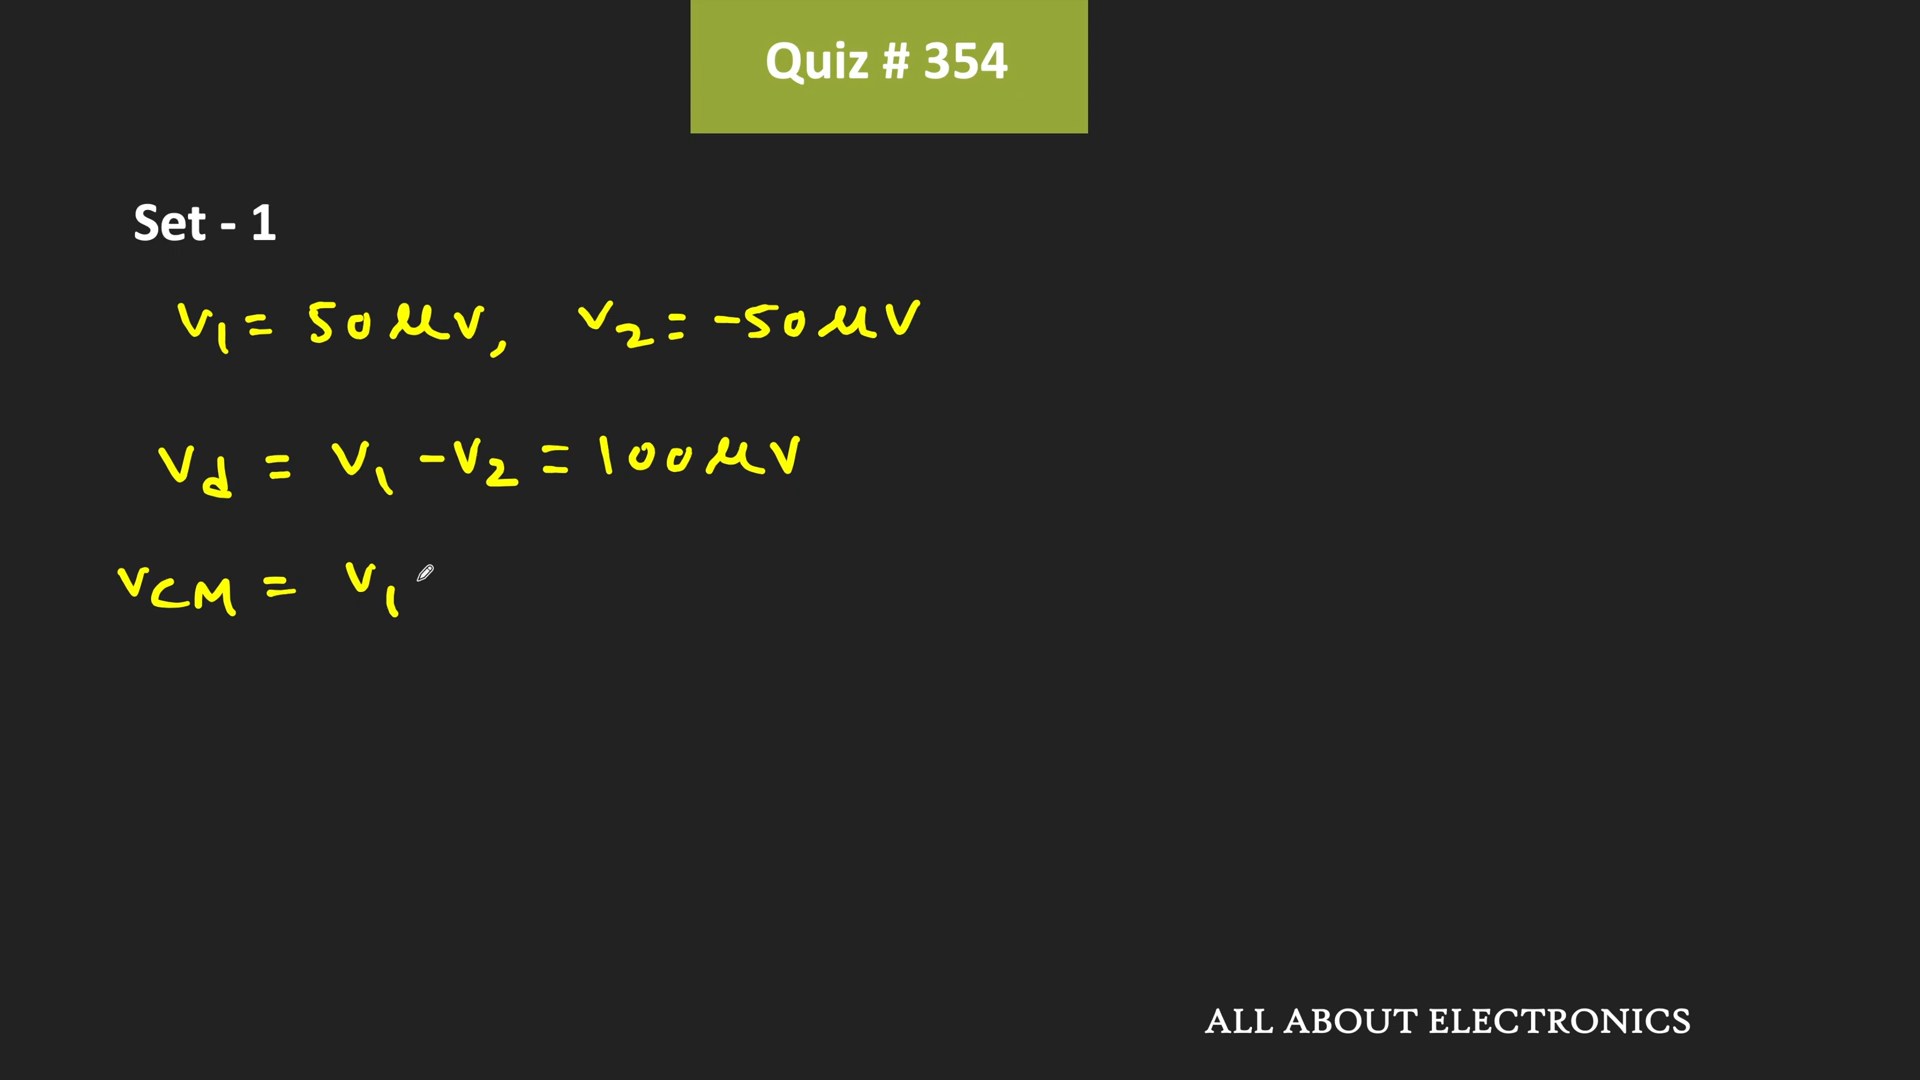 Quiz # 354
Set - 1
V₁ = 50 μV, V₂ = -50 μV
Vd = V₁ - V₂ = 100 μV
VCM = V₁
ALL ABOUT ELECTRONICS